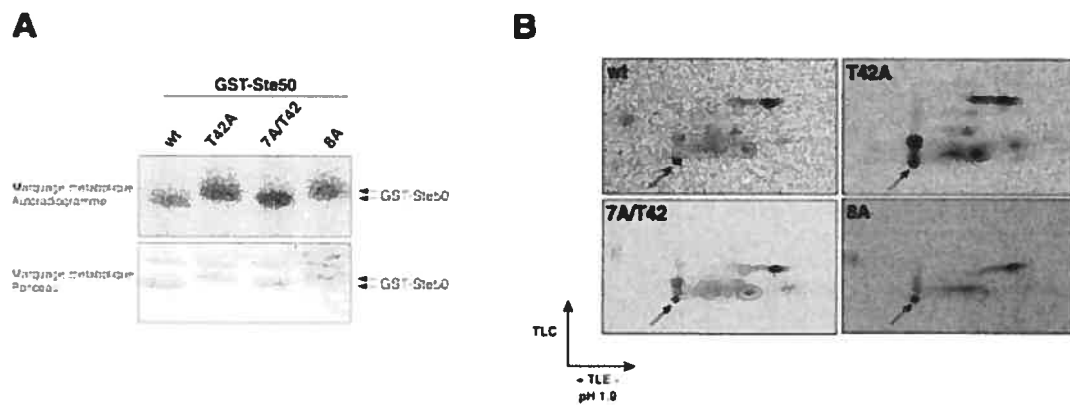 A
B
GST-Ste50
wt
T42A
7A/T42
8A
Marquage métabolique
Autoradiogramme
GST-Ste50
Marquage métabolique
Ponceau
GST-Ste50
wt
T42A
7A/T42
8A
TLC
- TLE -
pH 1.9